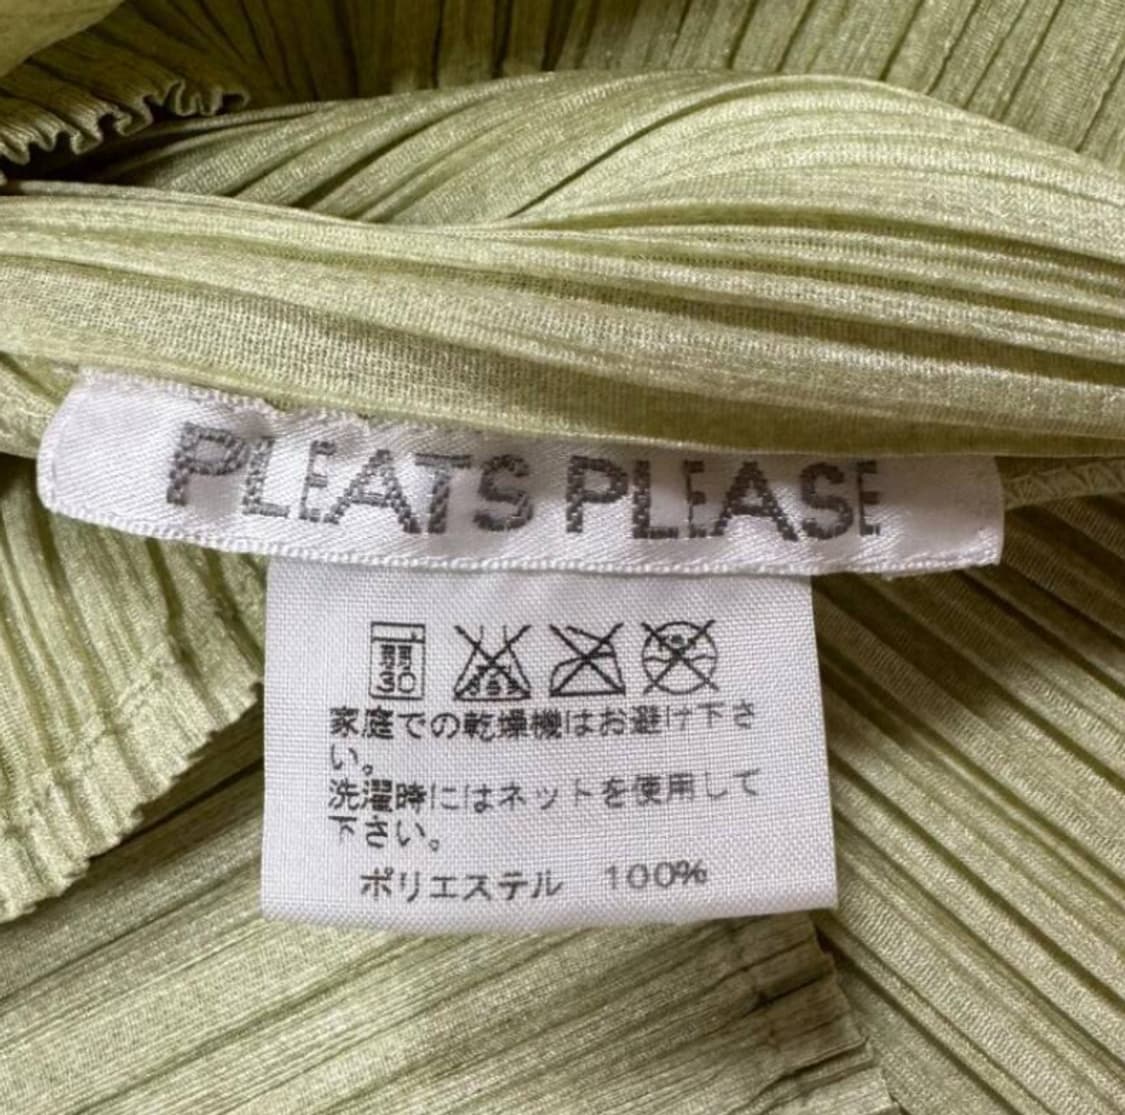 PLEATS PLEASE
弱
30
家庭での乾燥機はお避け下さ
い。
洗濯時にはネットを使用して
下さい。
ポリエステル 100%